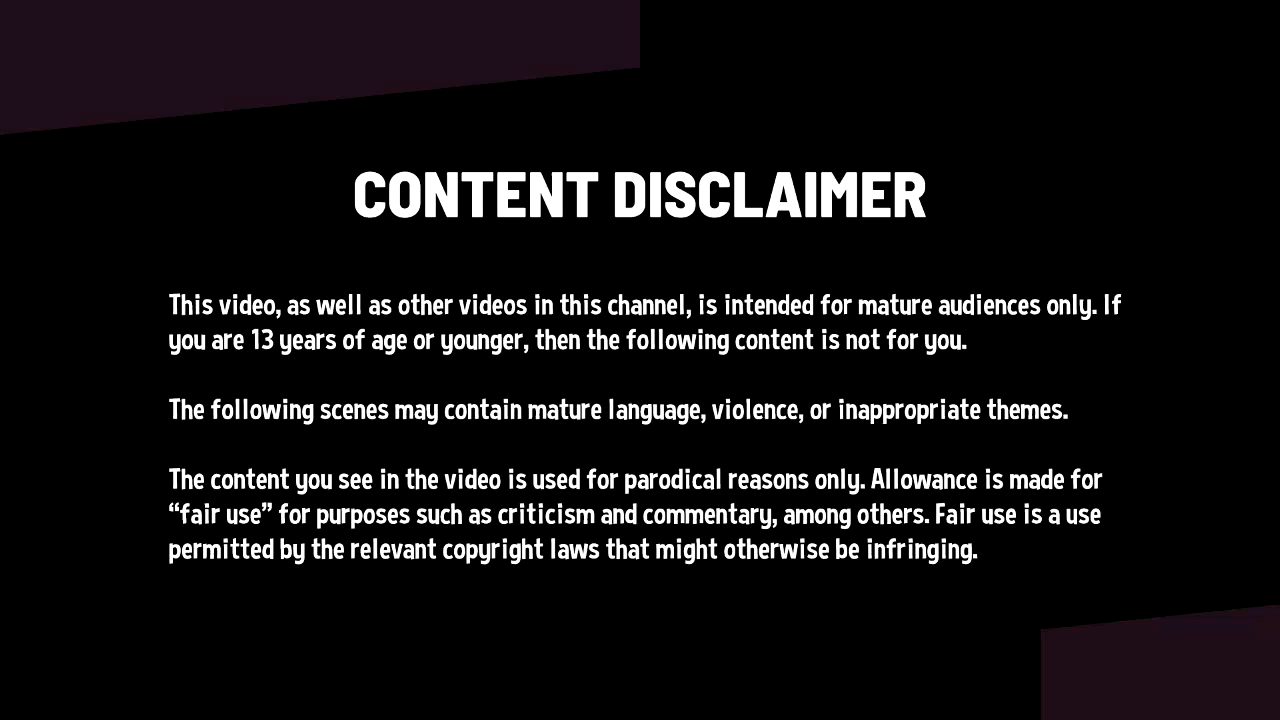 CONTENT DISCLAIMER
This video, as well as other videos in this channel, is intended for mature audiences only. If
you are 13 years of age or younger, then the following content is not for you.
The following scenes may contain mature language, violence, or inappropriate themes.
The content you see in the video is used for parodical reasons only. Allowance is made for
“fair use” for purposes such as criticism and commentary, among others. Fair use is a use
permitted by the relevant copyright laws that might otherwise be infringing.